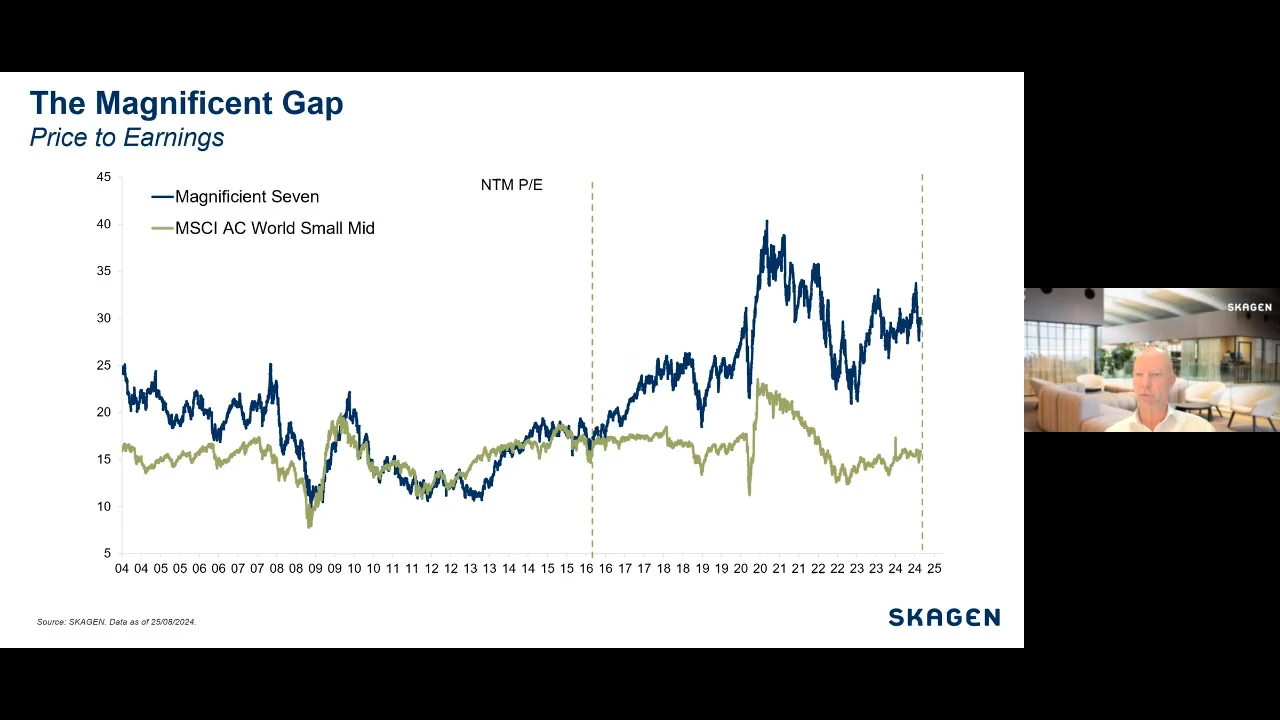 The Magnificent Gap
Price to Earnings
NTM P/E
Magnificient Seven
MSCI AC World Small Mid
45
40
35
30
25
20
15
10
5
04 04 05 05 06 06 07 07 08 08 09 09 10 10 11 11 12 12 13 13 14 14 15 15 16 16 17 17 18 18 19 19 20 20 21 21 22 22 23 23 24 24 25
Source: SKAGEN. Data as of 25/08/2024.
SKAGEN
SKAGEN